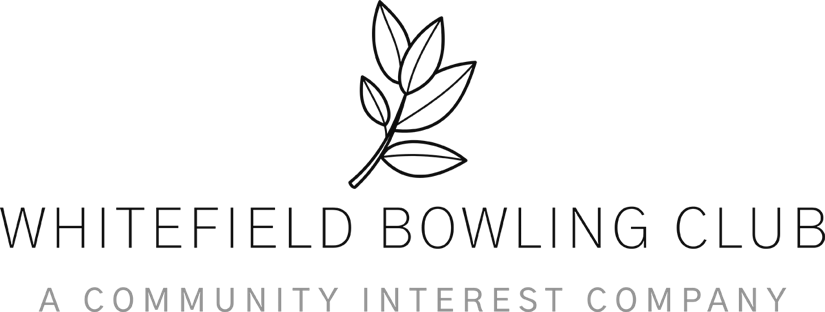 WHITEFIELD BOWLING CLUB
A COMMUNITY INTEREST COMPANY